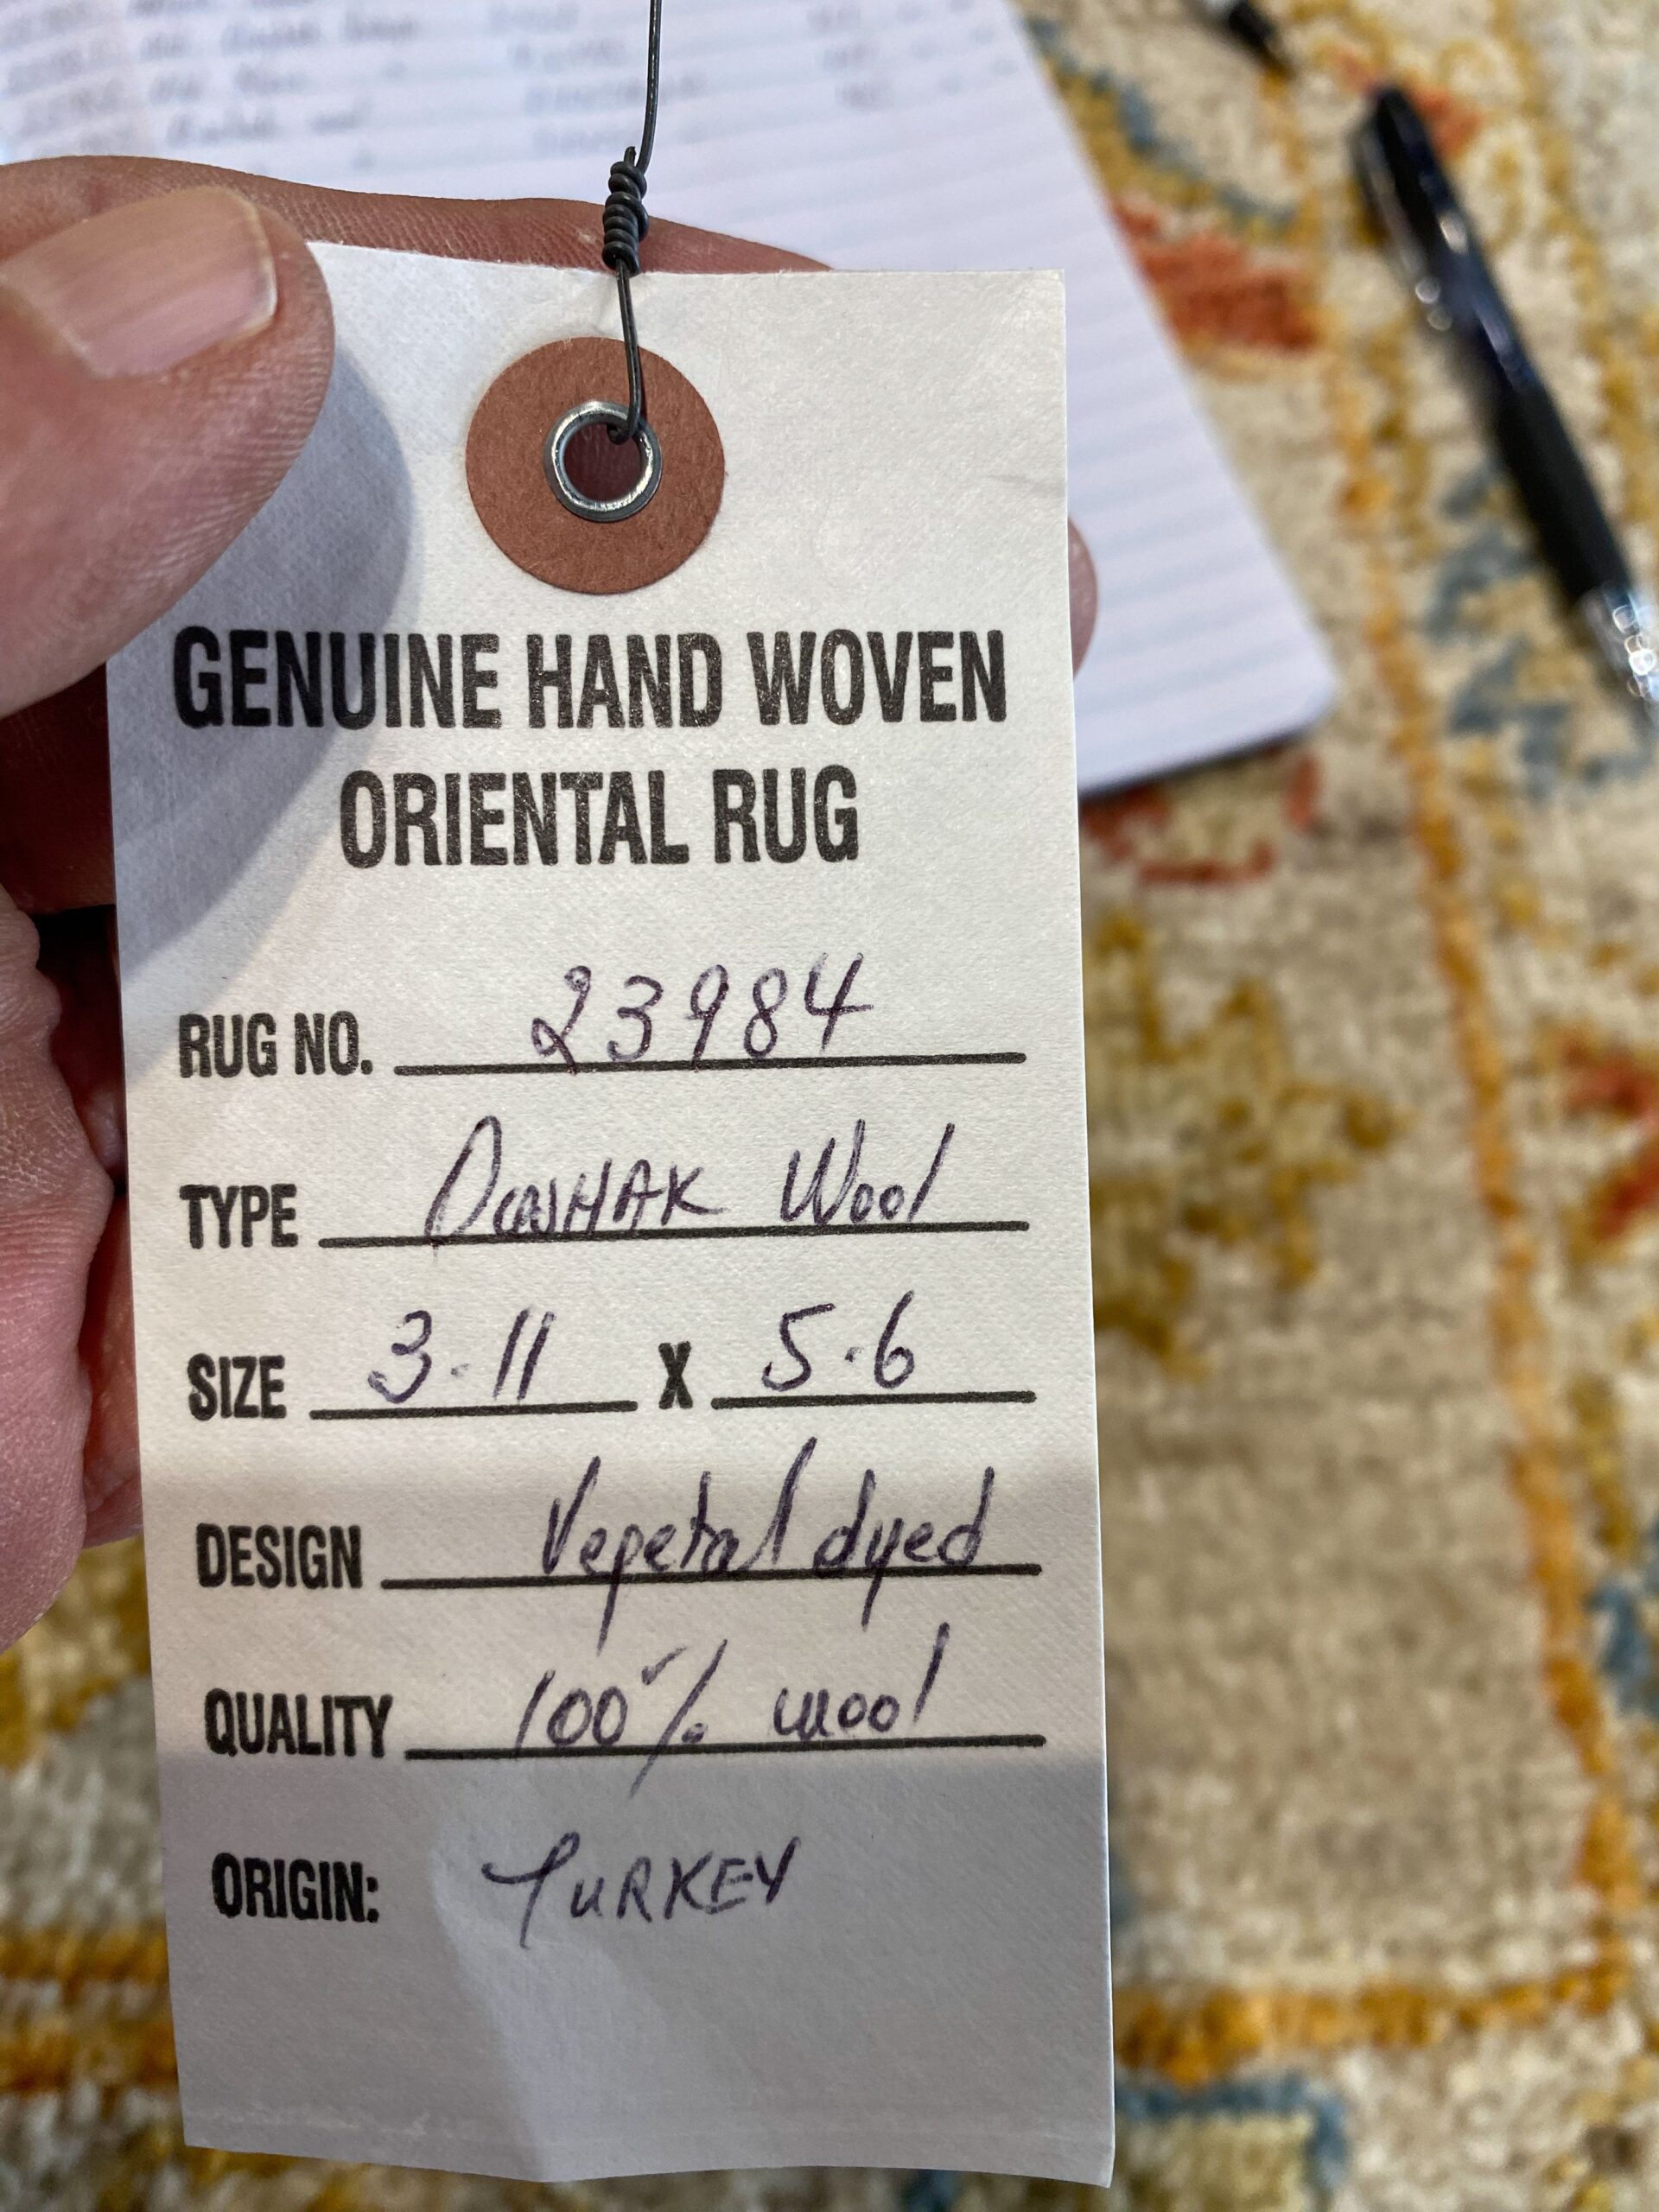 GENUINE HAND WOVEN
ORIENTAL RUG
RUG NO. 23984
TYPE Wool
SIZE 3-11 X 5-6
DESIGN Vegetal dyed
QUALITY 100% wool
ORIGIN: TURKEY